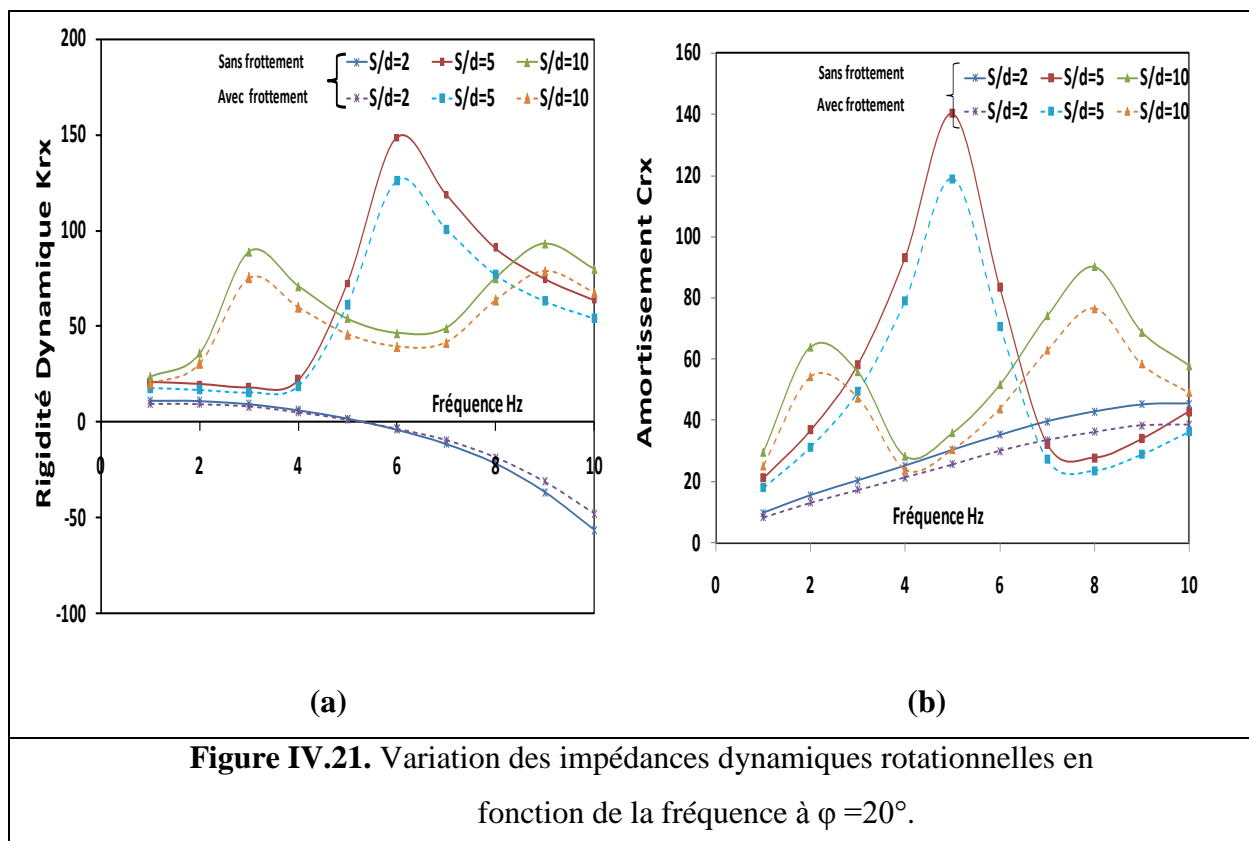 Rigidité Dynamique Krx
200
150
100
50
0
-50
-100
Sans frottement
S/d=2 S/d=5 S/d=10
Avec frottement
S/d=2 S/d=5 S/d=10
Fréquence Hz
0 2 4 6 8 10
(a)
Amortissement Crx
160
140
120
100
80
60
40
20
0
Sans frottement
S/d=2 S/d=5 S/d=10
Avec frottement
S/d=2 S/d=5 S/d=10
Fréquence Hz
0 2 4 6 8 10
(b)
Figure IV.21. Variation des impédances dynamiques rotationnelles en
fonction de la fréquence à φ =20°.